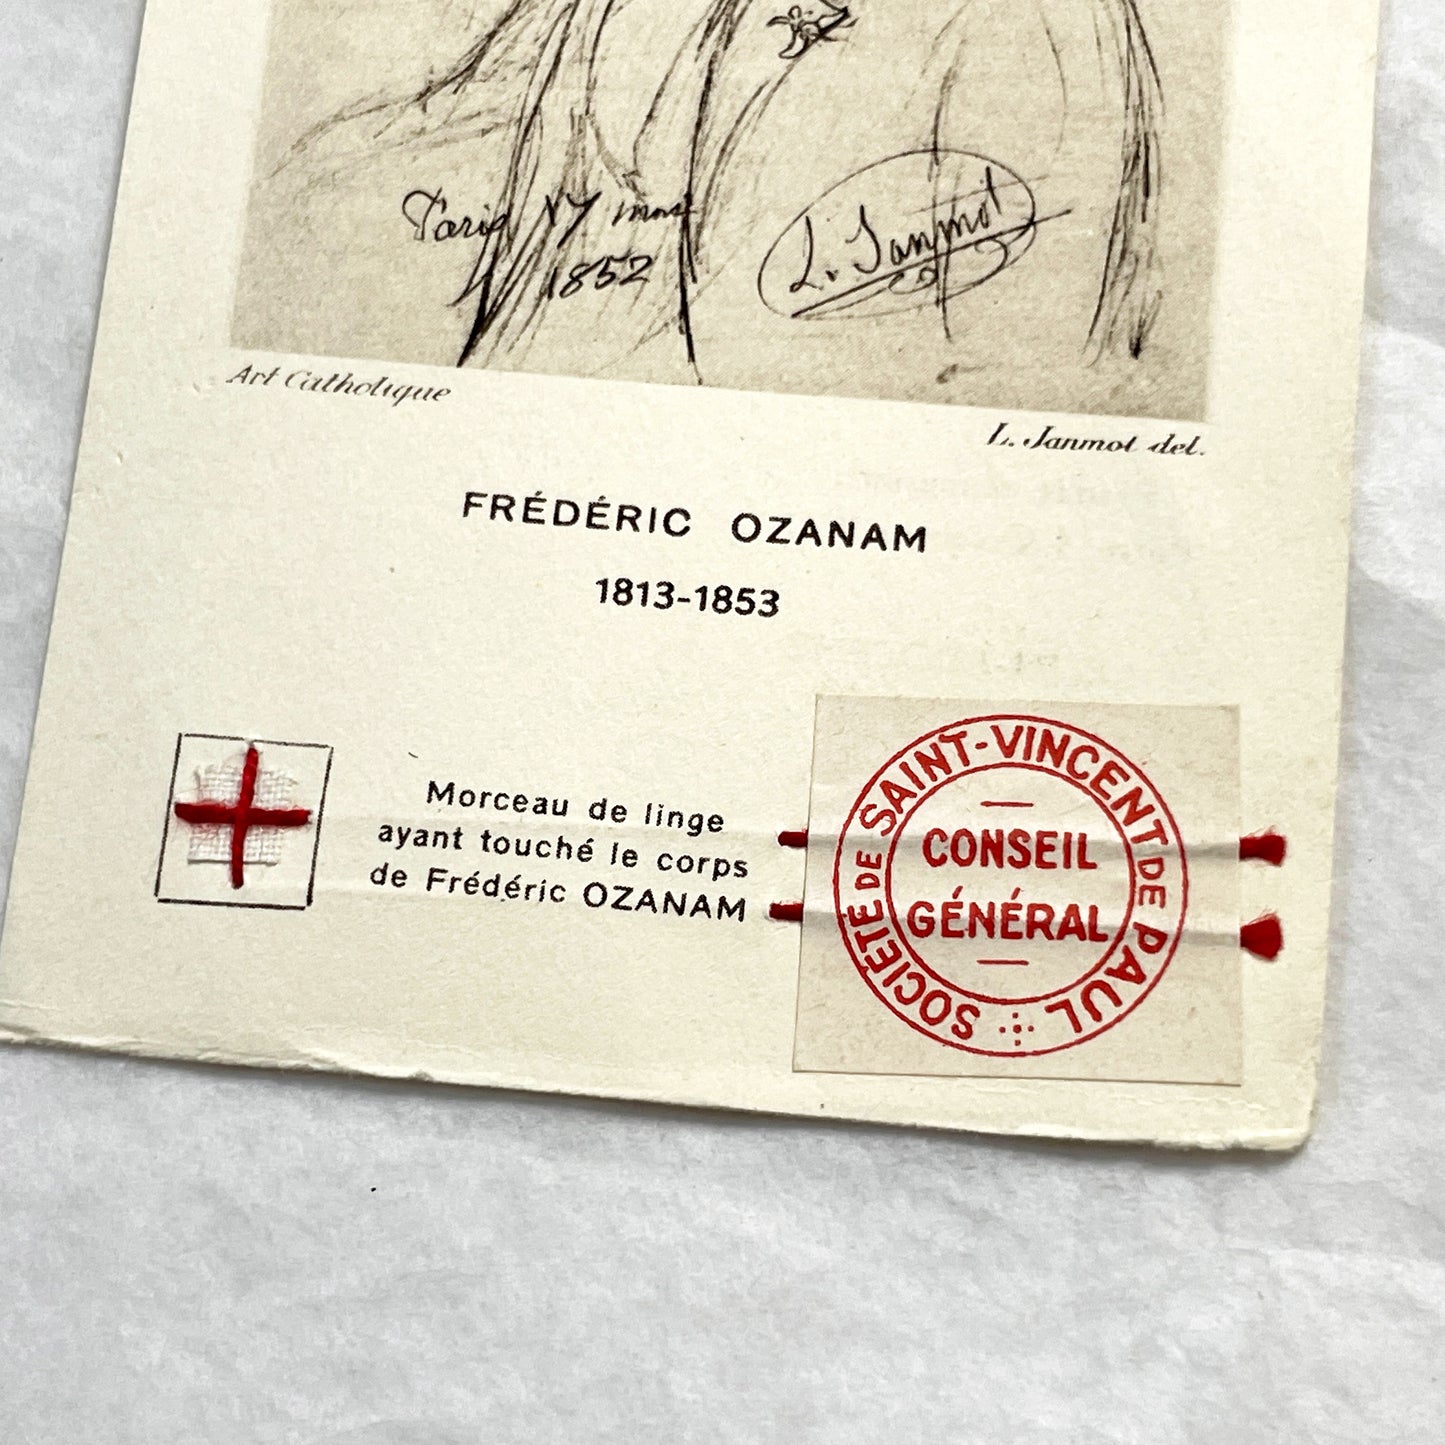 Paris 17 mars
1852
L. Janmot
Art Catholique
L. Janmot del.
FRÉDÉRIC OZANAM
1813-1853
Morceau de linge
ayant touché le corps
de Frédéric OZANAM
SOCIÉTÉ DE SAINT-VINCENT DE PAUL
CONSEIL
GÉNÉRAL